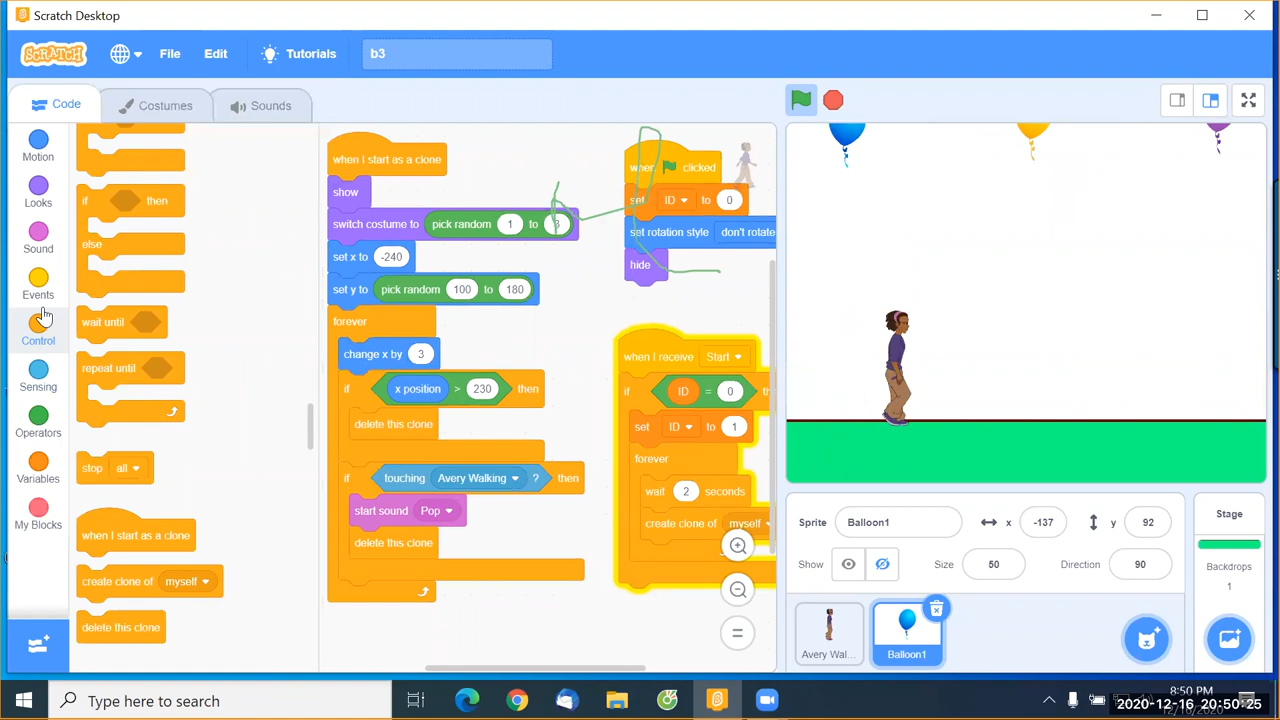 Scratch Desktop
SCRATCH
File
Edit
Tutorials
b3
Code
Costumes
Sounds
Motion
Looks
Sound
Events
Control
Sensing
Operators
Variables
My Blocks
if then
else
wait until
repeat until
stop all
when I start as a clone
create clone of myself
delete this clone
when I start as a clone
show
switch costume to pick random 1 to
set x to -240
set y to pick random 100 to 180
forever
change x by 3
if x position > 230 then
delete this clone
if touching Avery Walking ? then
start sound Pop
delete this clone
when clicked
set ID to 0
set rotation style don't rotate
hide
when I receive Start
if ID = 0
set ID to 1
forever
wait 2 seconds
create clone of myself
Sprite Balloon1 x -137 y 92
Show Size 50 Direction 90
Avery Wal...
Balloon1
Stage
Backdrops
1
Type here to search
8:50 PM
2020-12-16 20:50:25